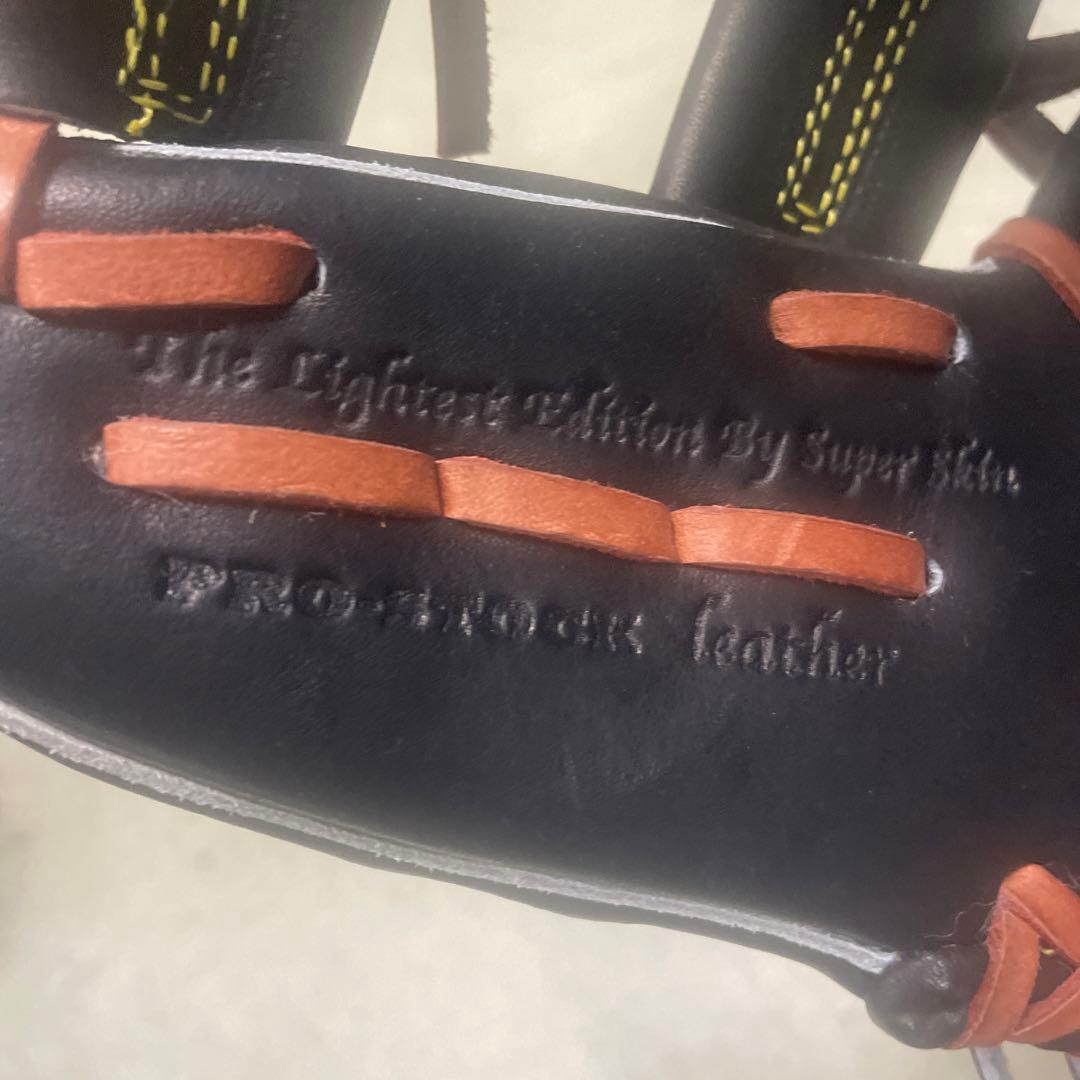 The Lightest Edition By Super Skin
PRO-STOCK leather